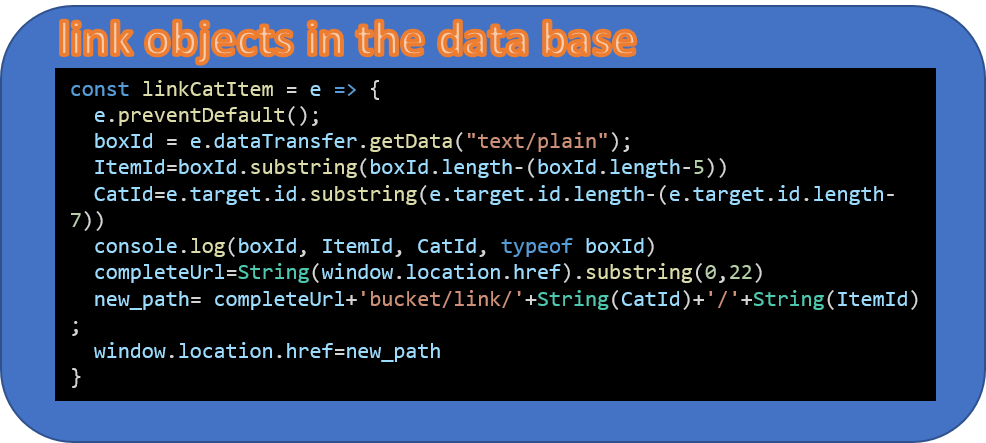 link objects in the data base
const linkCatItem = e => {
  e.preventDefault();
  boxId = e.dataTransfer.getData("text/plain");
  ItemId=boxId.substring(boxId.length-(boxId.length-5))
  CatId=e.target.id.substring(e.target.id.length-(e.target.id.length-
7))
  console.log(boxId, ItemId, CatId, typeof boxId)
  completeUrl=String(window.location.href).substring(0,22)
  new_path= completeUrl+'bucket/link/'+String(CatId)+'/'+String(ItemId)
;
  window.location.href=new_path
}